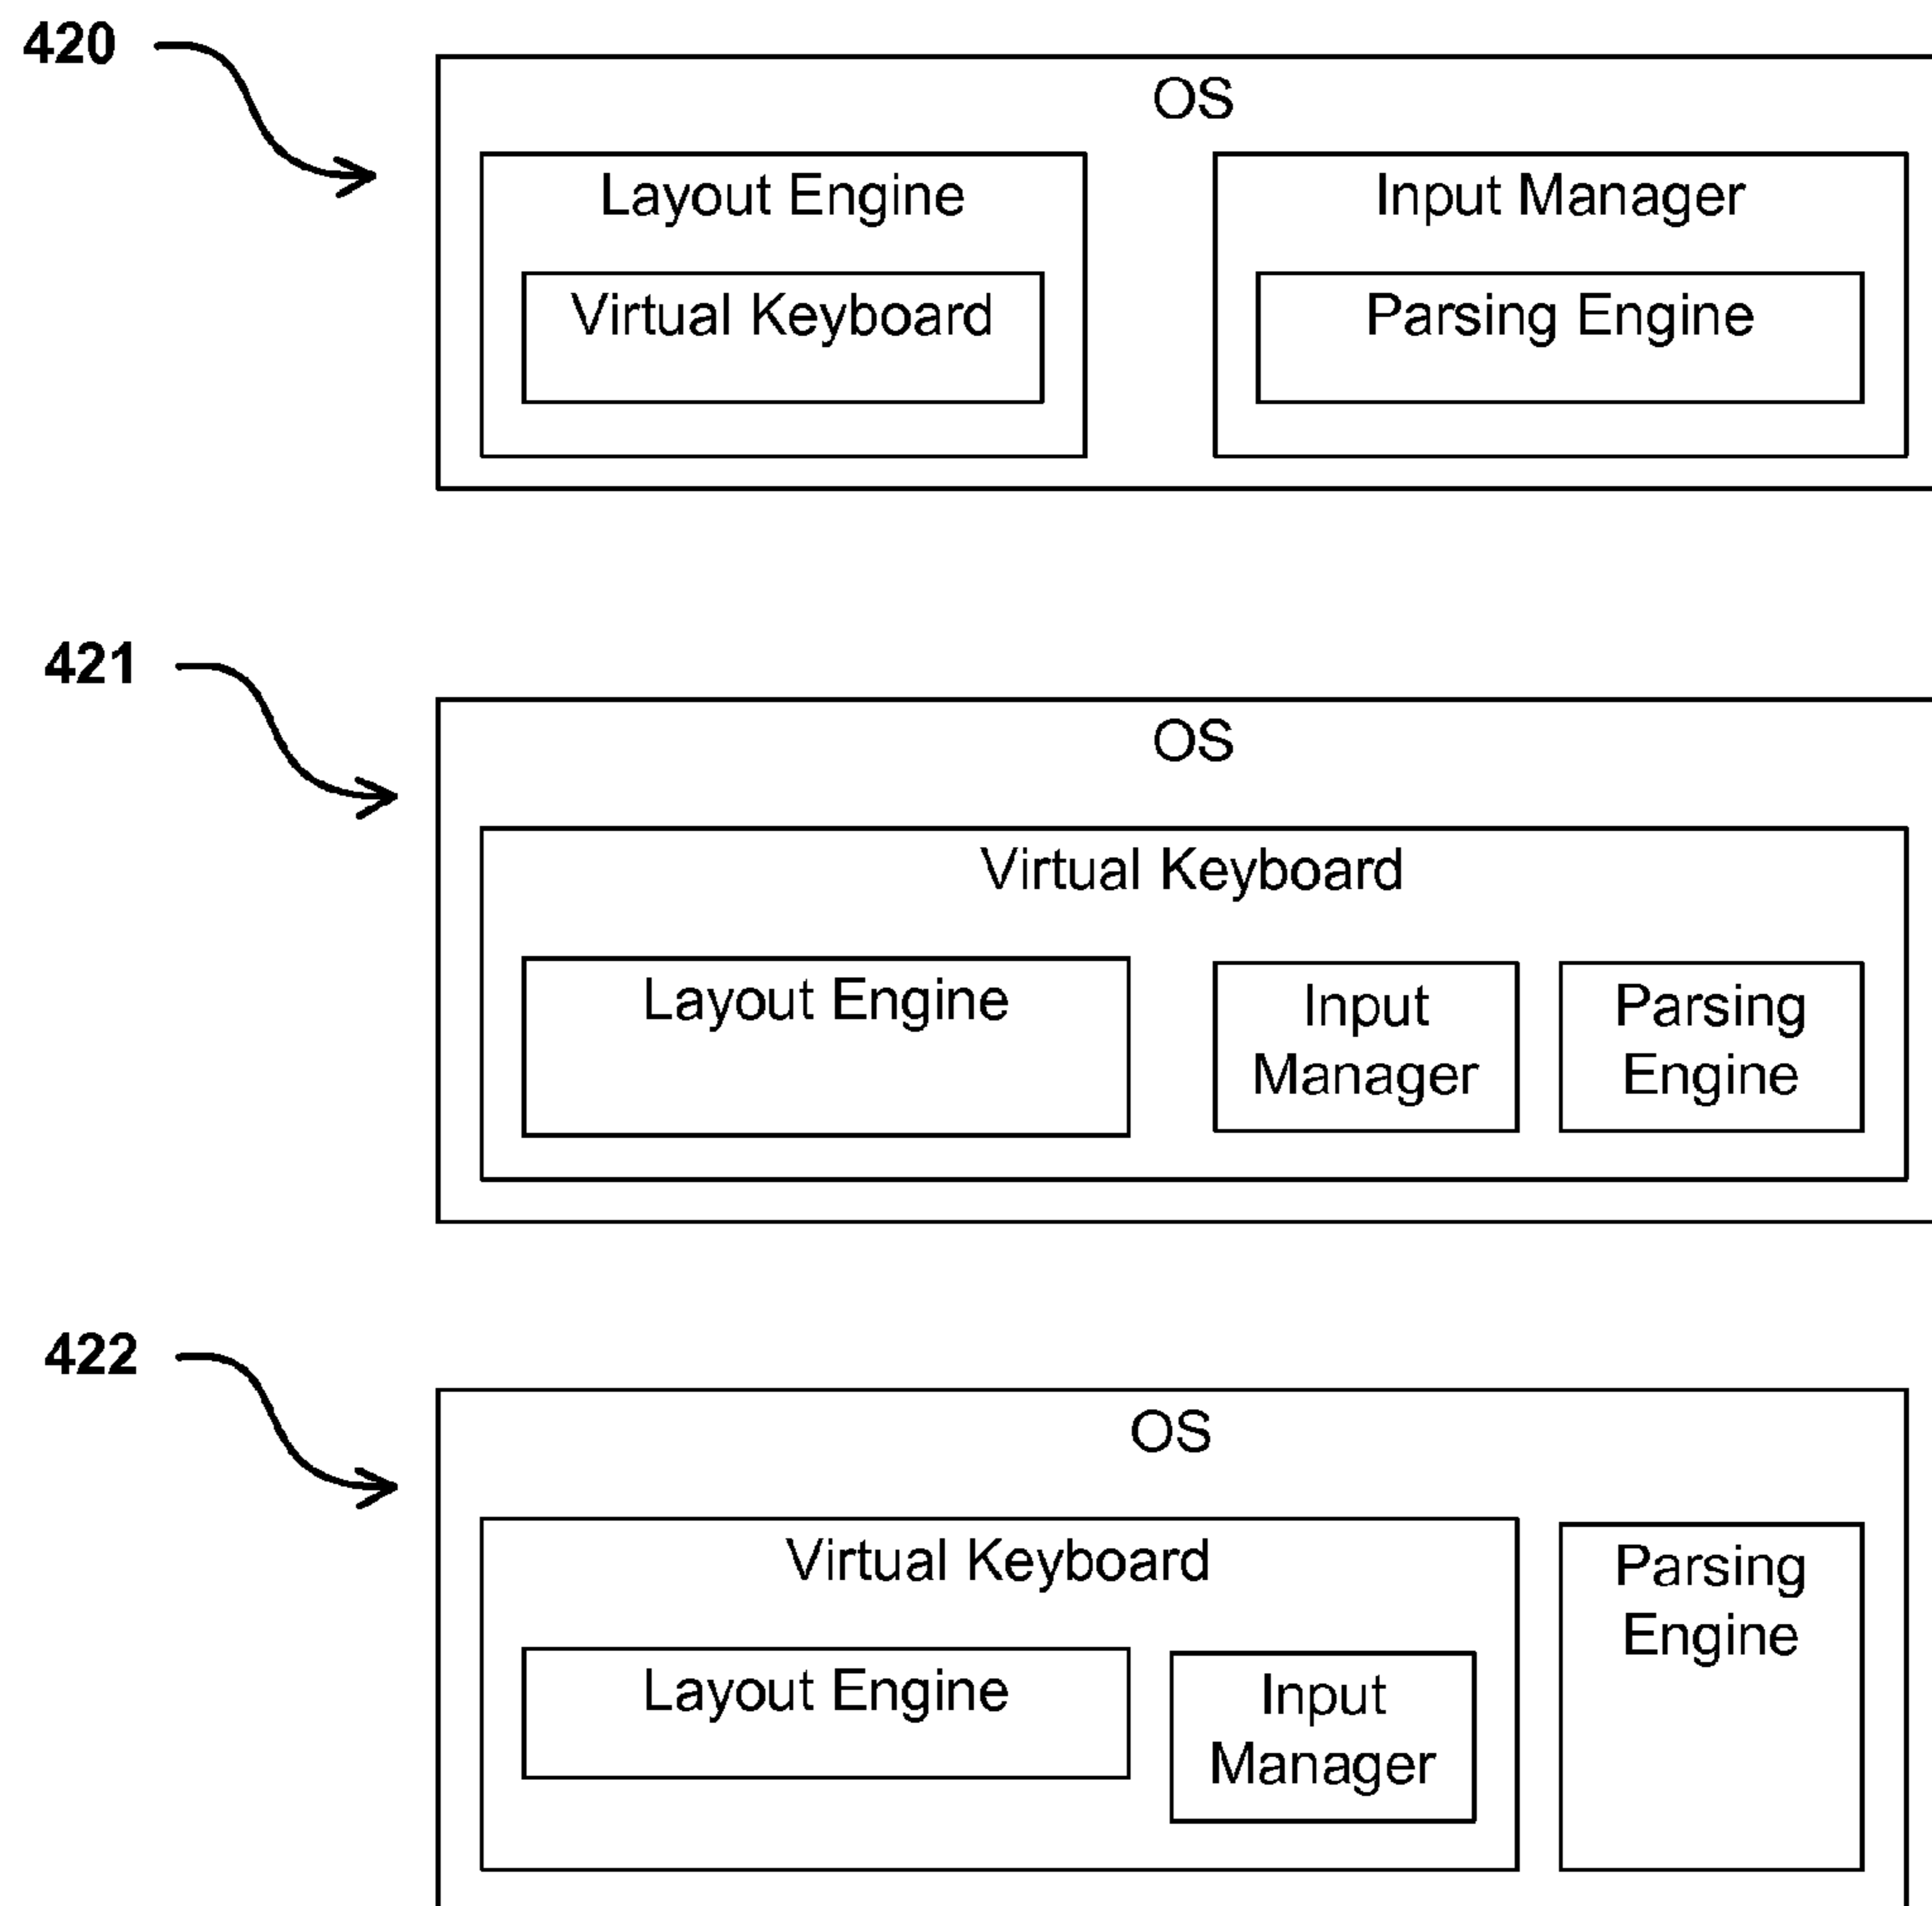 420
OS
Layout Engine
Input Manager
Virtual Keyboard
Parsing Engine
421
OS
Virtual Keyboard
Layout Engine
Input
Manager
Parsing
Engine
422
OS
Virtual Keyboard
Layout Engine
Input
Manager
Parsing
Engine